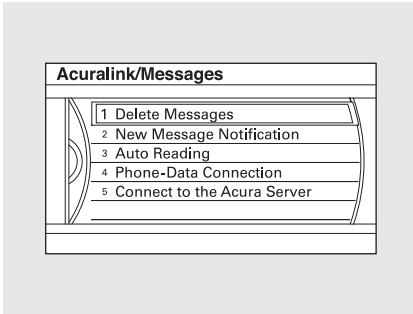 Acuralink/Messages
1 Delete Messages
2 New Message Notification
3 Auto Reading
4 Phone-Data Connection
5 Connect to the Acura Server